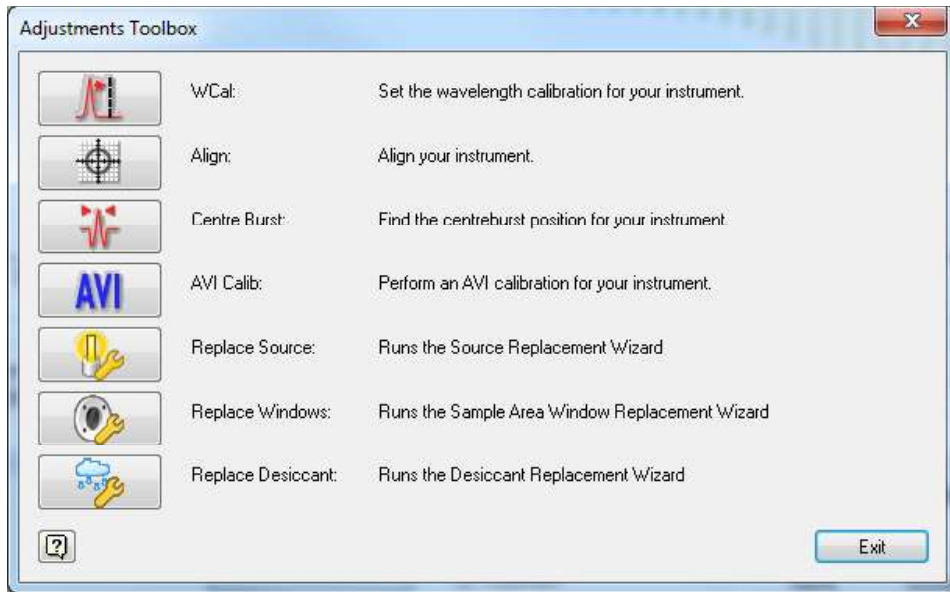 Adjustments Toolbox
WCal: Set the wavelength calibration for your instrument.
Align: Align your instrument.
Centre Burst: Find the centreburst position for your instrument.
AVI AVI Calib: Perform an AVI calibration for your instrument.
Replace Source: Runs the Source Replacement Wizard
Replace Windows: Runs the Sample Area Window Replacement Wizard
Replace Desiccant: Runs the Desiccant Replacement Wizard
? Exit